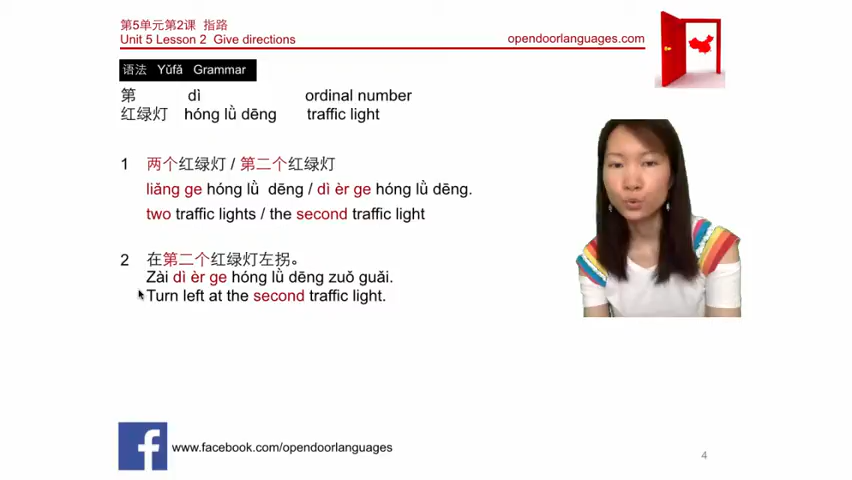 第5单元第2课 指路
Unit 5 Lesson 2 Give directions
opendoorlanguages.com
语法 Yǔfǎ Grammar
第 dì ordinal number
红绿灯 hóng lǜ dēng traffic light
1 两个红绿灯 / 第二个红绿灯
liǎng ge hóng lǜ dēng / dì èr ge hóng lǜ dēng.
two traffic lights / the second traffic light
2 在第二个红绿灯左拐。
Zài dì èr ge hóng lǜ dēng zuǒ guǎi.
Turn left at the second traffic light.
f
www.facebook.com/opendoorlanguages
4